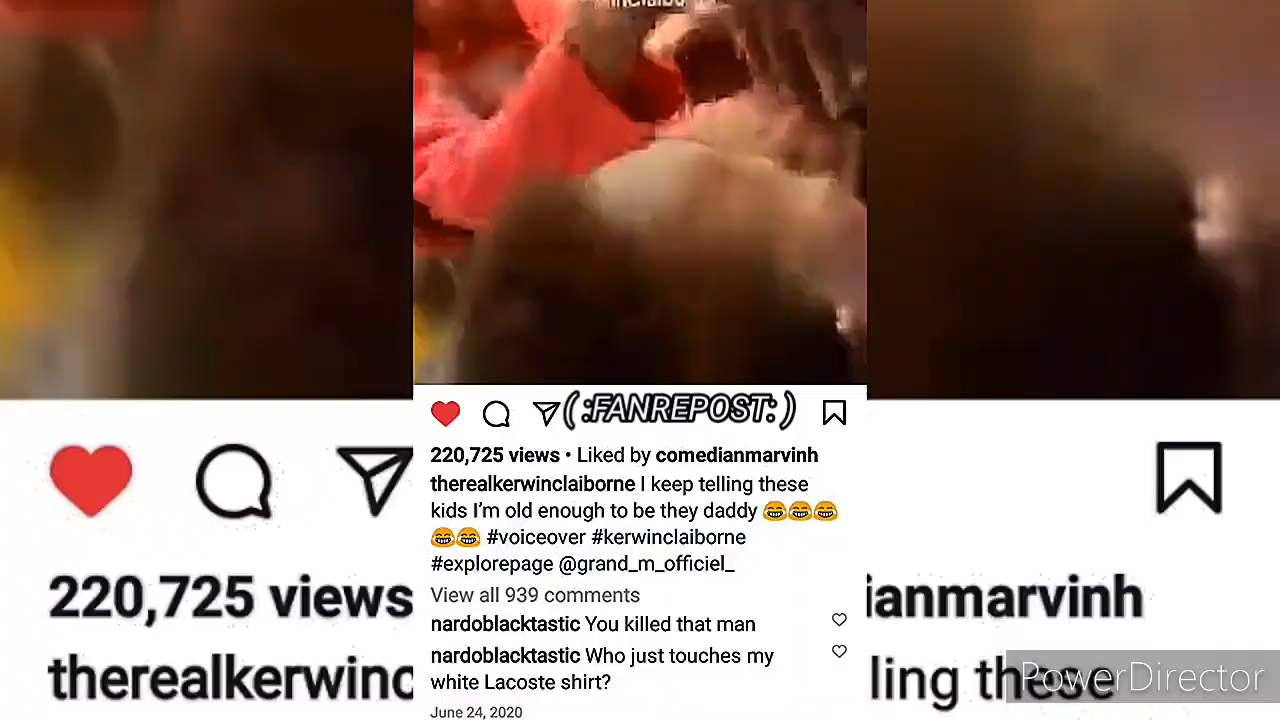 ( :FANREPOST: )
220,725 views • Liked by comedianmarvinh
therealkerwinclaiborne I keep telling these
kids I’m old enough to be they daddy 😂😂😂
😂😂 #voiceover #kerwinclaiborne
#explorepage @grand_m_officiel_
View all 939 comments
nardoblacktastic You killed that man
nardoblacktastic Who just touches my
white Lacoste shirt?
June 24, 2020
220,725 views
ianmarvinh
therealkerwinc
ling these
PowerDirector